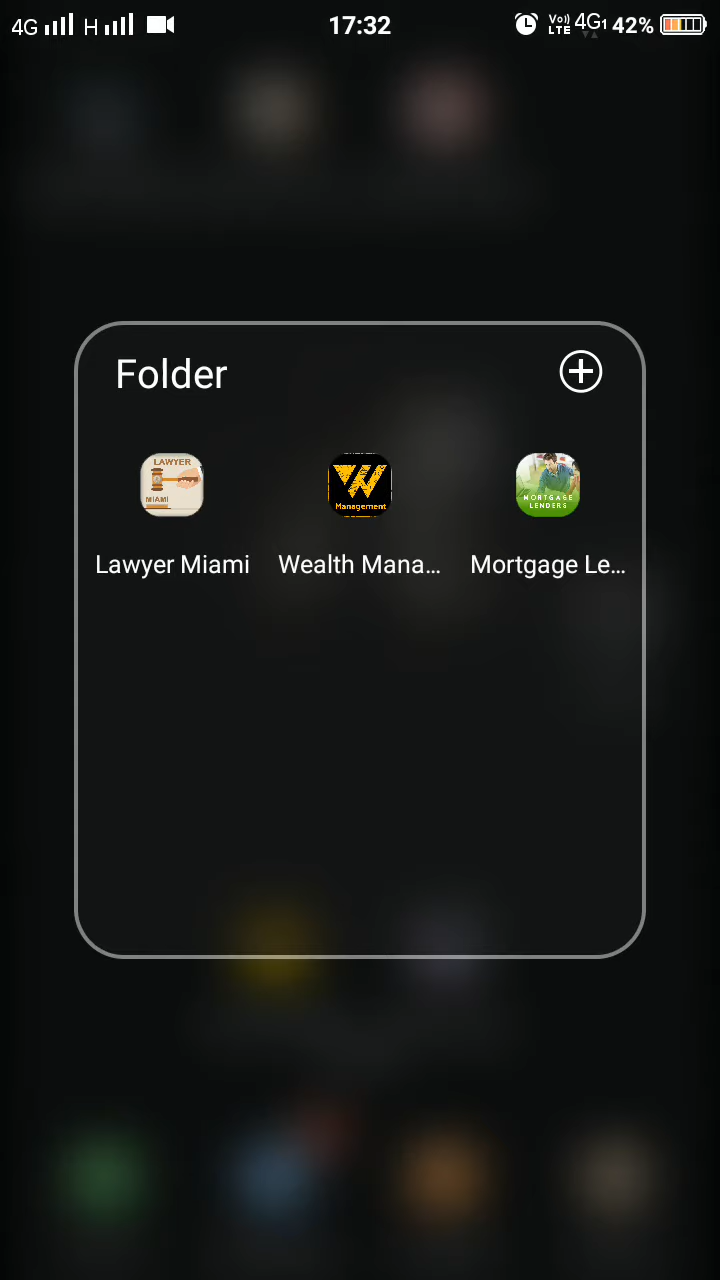 4G H 17:32 Vo)) LTE 4G1 42%
Folder
LAWYER
MIAMI
Management
MORTGAGE
LENDERS
Lawyer Miami Wealth Mana... Mortgage Le...